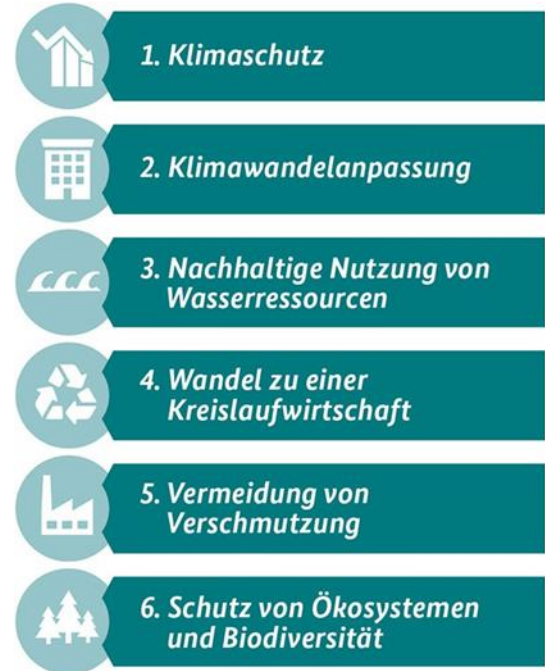 1. Klimaschutz
2. Klimawandelanpassung
3. Nachhaltige Nutzung von
Wasserressourcen
4. Wandel zu einer
Kreislaufwirtschaft
5. Vermeidung von
Verschmutzung
6. Schutz von Ökosystemen
und Biodiversität